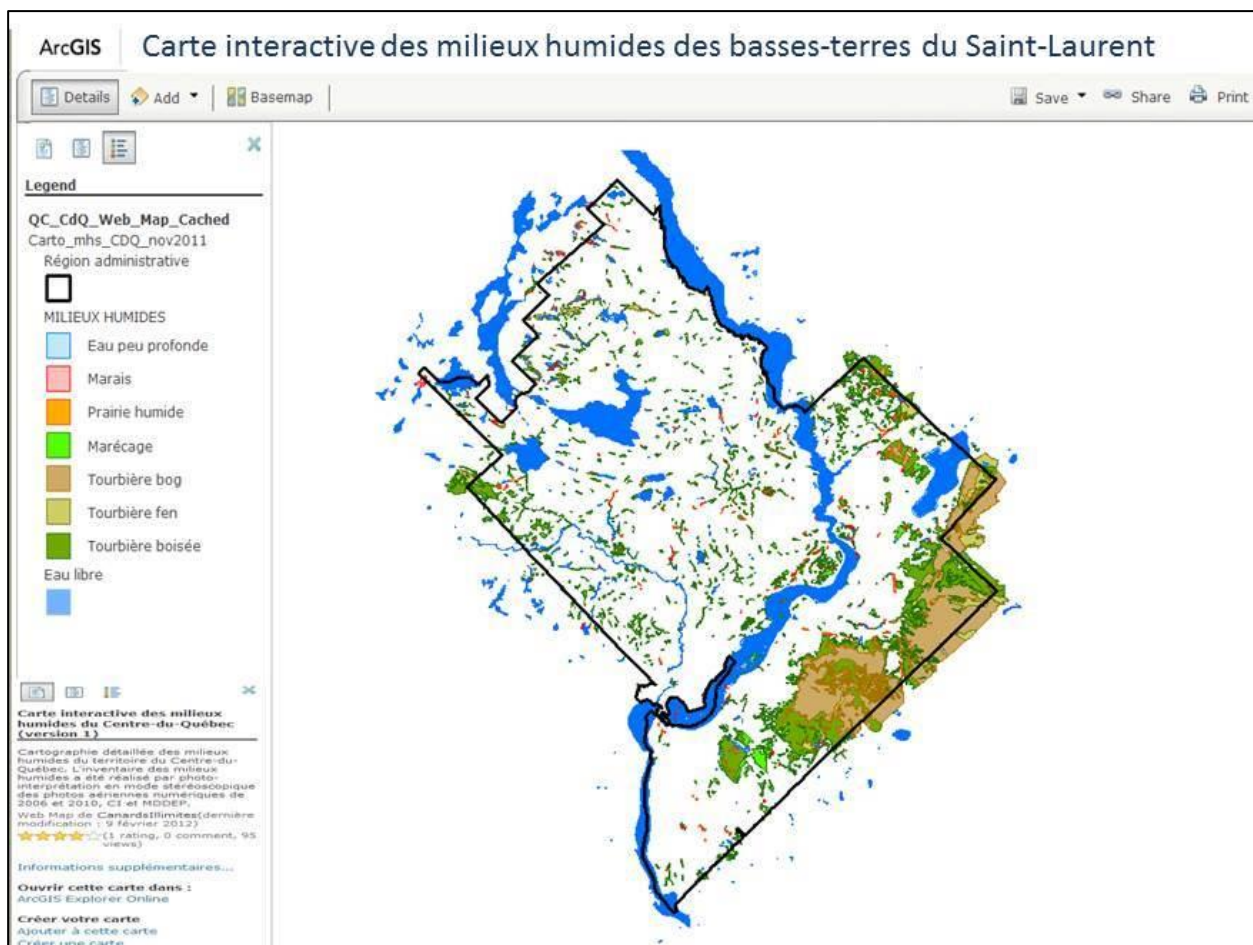 ArcGIS
Carte interactive des milieux humides des basses-terres du Saint-Laurent
Details
Add
Basemap
Save
Share
Print
Legend
QC_CdQ_Web_Map_Cached
Carto_mhs_CDQ_nov2011
Région administrative
MILIEUX HUMIDES
Eau peu profonde
Marais
Prairie humide
Marécage
Tourbière bog
Tourbière fen
Tourbière boisée
Eau libre
Carte interactive des milieux
humides du Centre-du-Québec
(version 1)
Cartographie détaillée des milieux
humides du territoire du Centre-du-
Québec. L'inventaire des milieux
humides a été réalisé par photo-
interprétation en mode stéréoscopique
des photos aériennes numériques de
2006 et 2010, CI et MDDEP.
Web Map de CanardsIllimites(dernière
modification : 9 février 2012)
(1 rating, 0 comment, 95
views)
Informations supplémentaires...
Ouvrir cette carte dans :
ArcGIS Explorer Online
Créer votre carte
Ajouter à cette carte
Créer une carte